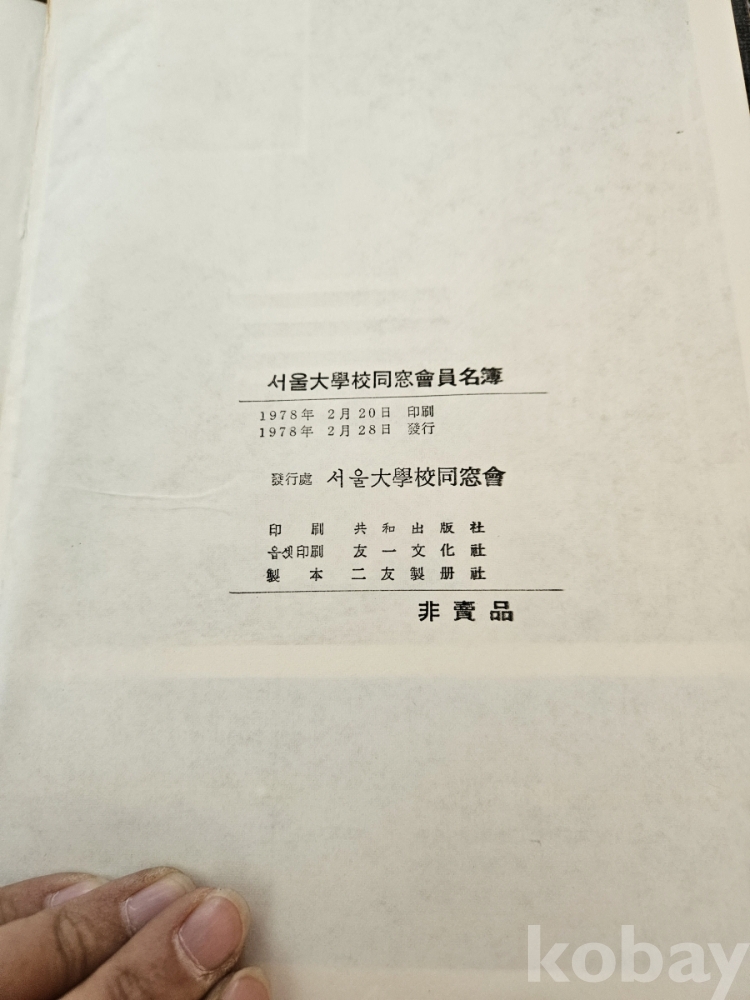 서울大學校同窓會員名簿
1978年 2月 20日 印刷
1978年 2月 28日 發行
發行處 서울大學校同窓會
印刷 共和出版社
옵셋印刷 友一文化社
製本 二友製册社
非賣品
kobay